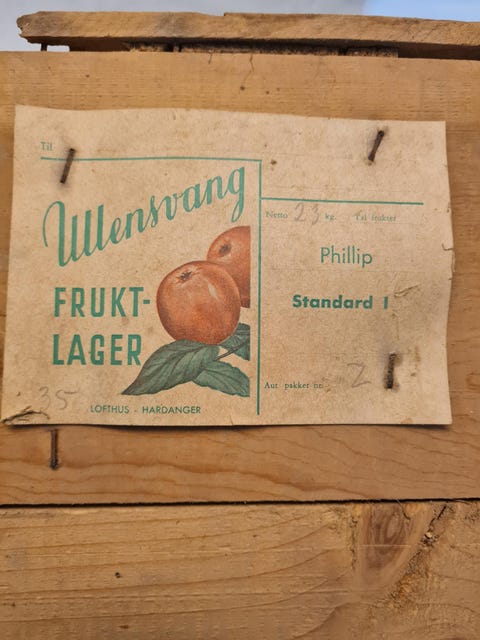 Til
Ullensvang
FRUKT-
LAGER
35
LOFTHUS - HARDANGER
Netto 23 kg. Tal frukter
Phillip
Standard I
Aut. pakker nr. 2